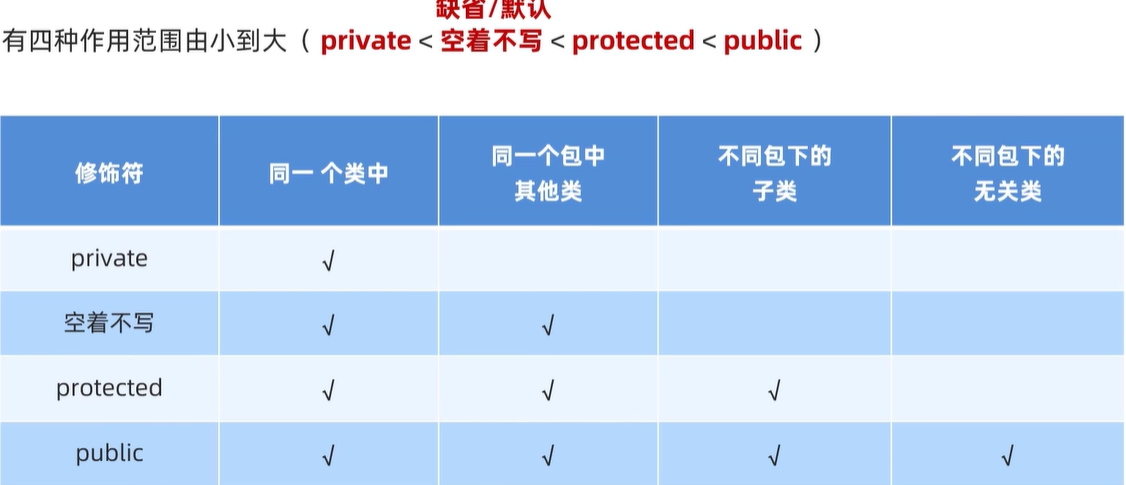 缺省/默认
有四种作用范围由小到大（private < 空着不写 < protected < public ）
修饰符 同一 个类中 同一个包中 其他类 不同包下的 子类 不同包下的 无关类
private √
空着不写 √ √
protected √ √ √
public √ √ √ √